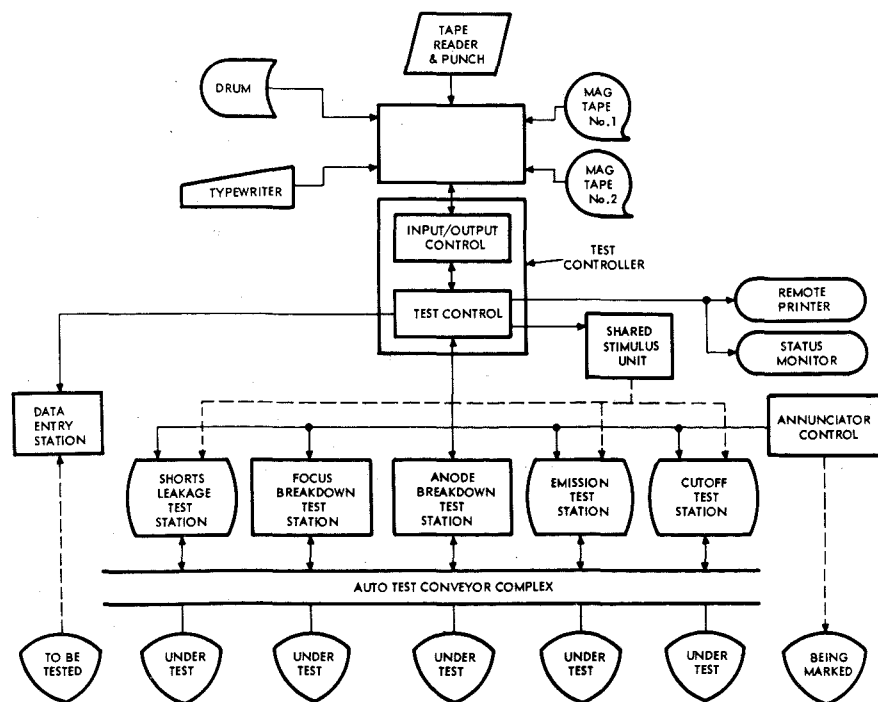 TAPE
READER
& PUNCH
DRUM
MAG
TAPE
No.1
TYPEWRITER
MAG
TAPE
No.2
INPUT/OUTPUT
CONTROL
TEST
CONTROLLER
TEST CONTROL
REMOTE
PRINTER
SHARED
STIMULUS
UNIT
STATUS
MONITOR
DATA
ENTRY
STATION
ANNUNCIATOR
CONTROL
SHORTS
LEAKAGE
TEST
STATION
FOCUS
BREAKDOWN
TEST
STATION
ANODE
BREAKDOWN
TEST
STATION
EMISSION
TEST
STATION
CUTOFF
TEST
STATION
AUTO TEST CONVEYOR COMPLEX
TO BE
TESTED
UNDER
TEST
UNDER
TEST
UNDER
TEST
UNDER
TEST
UNDER
TEST
BEING
MARKED